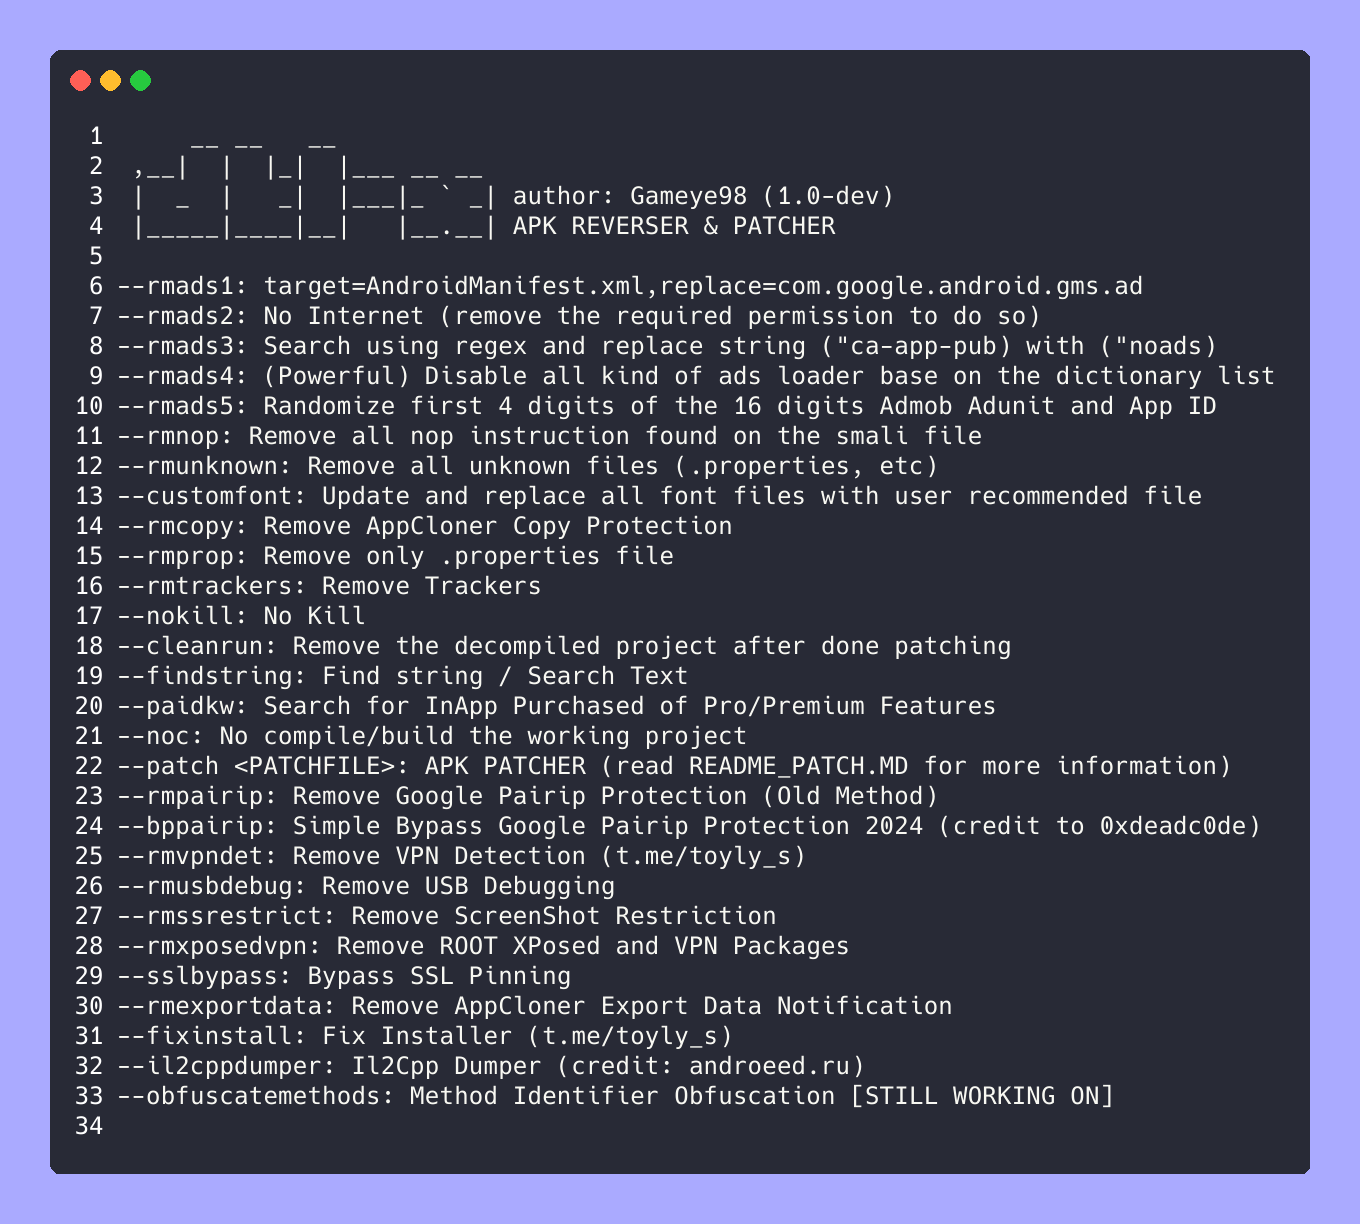 1      __ __   __
2  ,__|  |  |_|  |___ __ __
3  |  _  |   _|  |___|_ ` _| author: Gameye98 (1.0-dev)
4  |_____|____|__|   |__.__| APK REVERSER & PATCHER
5
6 --rmads1: target=AndroidManifest.xml,replace=com.google.android.gms.ad
7 --rmads2: No Internet (remove the required permission to do so)
8 --rmads3: Search using regex and replace string ("ca-app-pub) with ("noads)
9 --rmads4: (Powerful) Disable all kind of ads loader base on the dictionary list
10 --rmads5: Randomize first 4 digits of the 16 digits Admob Adunit and App ID
11 --rmnop: Remove all nop instruction found on the smali file
12 --rmunknown: Remove all unknown files (.properties, etc)
13 --customfont: Update and replace all font files with user recommended file
14 --rmcopy: Remove AppCloner Copy Protection
15 --rmprop: Remove only .properties file
16 --rmtrackers: Remove Trackers
17 --nokill: No Kill
18 --cleanrun: Remove the decompiled project after done patching
19 --findstring: Find string / Search Text
20 --paidkw: Search for InApp Purchased of Pro/Premium Features
21 --noc: No compile/build the working project
22 --patch <PATCHFILE>: APK PATCHER (read README_PATCH.MD for more information)
23 --rmpairip: Remove Google Pairip Protection (Old Method)
24 --bppairip: Simple Bypass Google Pairip Protection 2024 (credit to 0xdeadc0de)
25 --rmvpndet: Remove VPN Detection (t.me/toyly_s)
26 --rmusbdebug: Remove USB Debugging
27 --rmssrestrict: Remove ScreenShot Restriction
28 --rmxposedvpn: Remove ROOT XPosed and VPN Packages
29 --sslbypass: Bypass SSL Pinning
30 --rmexportdata: Remove AppCloner Export Data Notification
31 --fixinstall: Fix Installer (t.me/toyly_s)
32 --il2cppdumper: Il2Cpp Dumper (credit: androeed.ru)
33 --obfuscatemethods: Method Identifier Obfuscation [STILL WORKING ON]
34